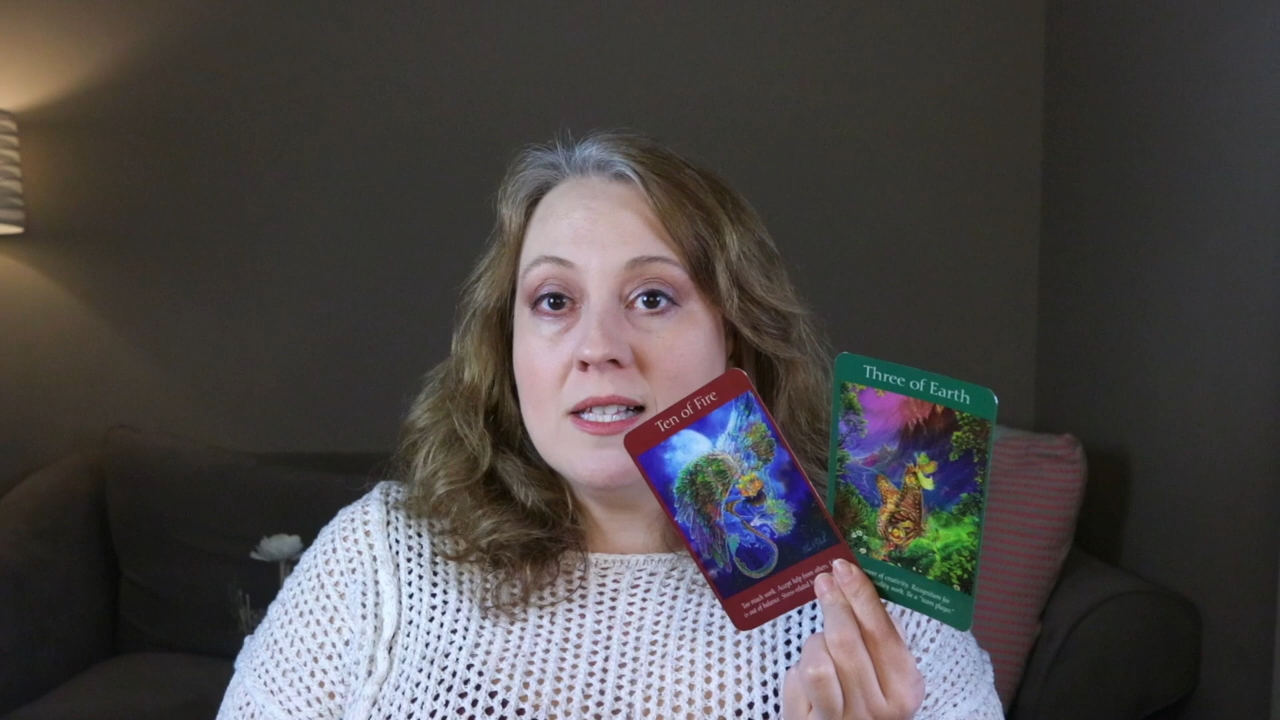 Ten of Fire
Too much work. Accept help from others.
is out of balance. Stress-related
Three of Earth
of creativity. Recognition for
work. Be a "team player."